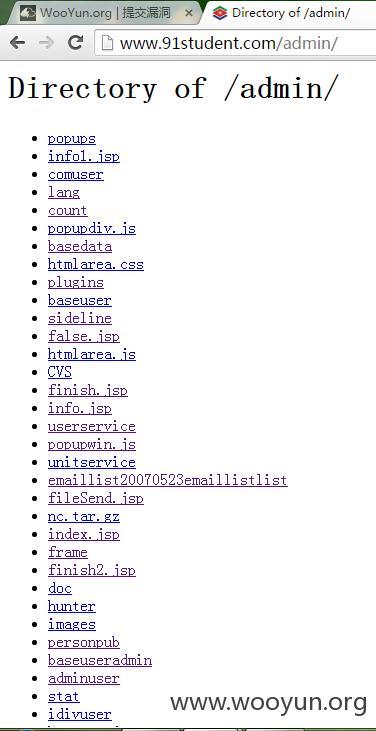 WooYun.org | 提交漏洞
Directory of /admin/
www.91student.com/admin/
Directory of /admin/
popups
info1.jsp
comuser
lang
count
popupdiv.js
basedata
htmlarea.css
plugins
baseuser
sideline
false.jsp
htmlarea.js
CVS
finish.jsp
info.jsp
userservice
popupwin.js
unitservice
emaillist20070523emaillistlist
fileSend.jsp
nc.tar.gz
index.jsp
frame
finish2.jsp
doc
hunter
images
personpub
baseuseradmin
adminuser
stat
idivuser
www.wooyun.org